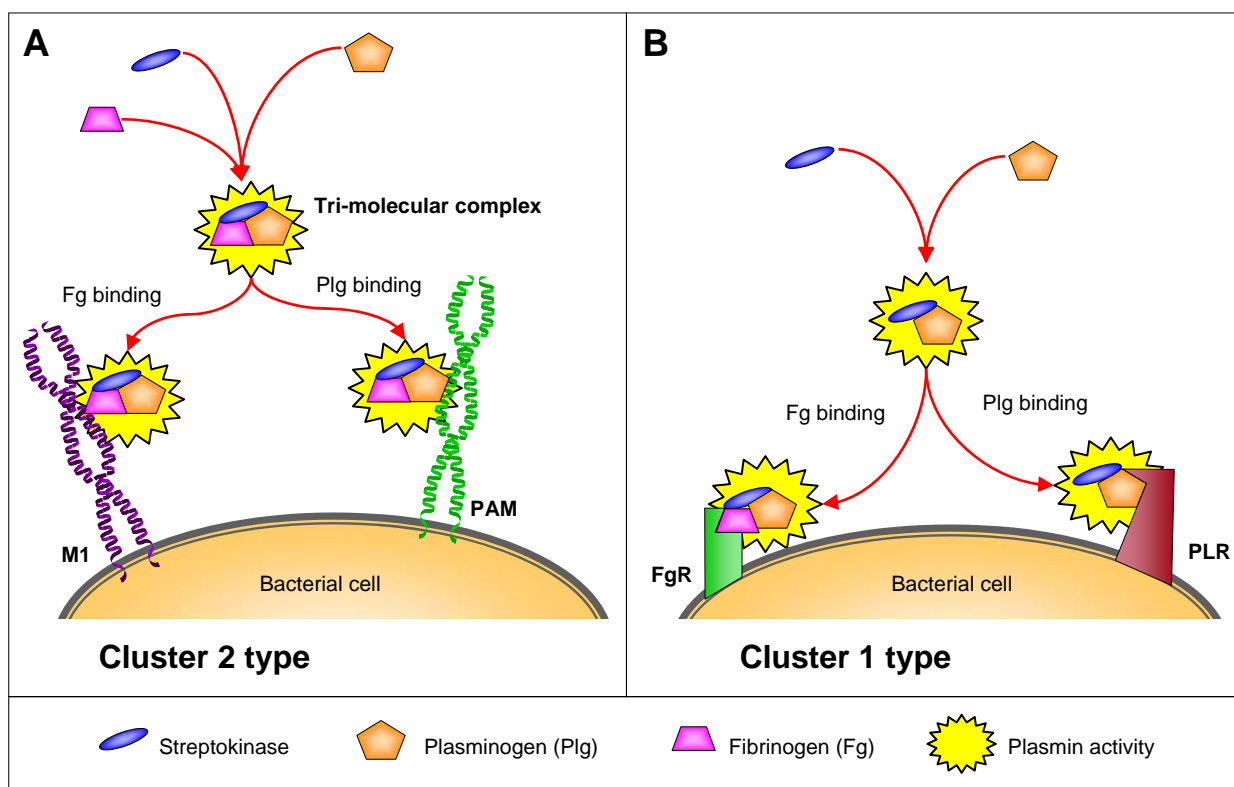 A
Tri-molecular complex
Fg binding
Plg binding
M1
PAM
Bacterial cell
Cluster 2 type
B
Fg binding
Plg binding
FgR
PLR
Bacterial cell
Cluster 1 type
Streptokinase
Plasminogen (Plg)
Fibrinogen (Fg)
Plasmin activity